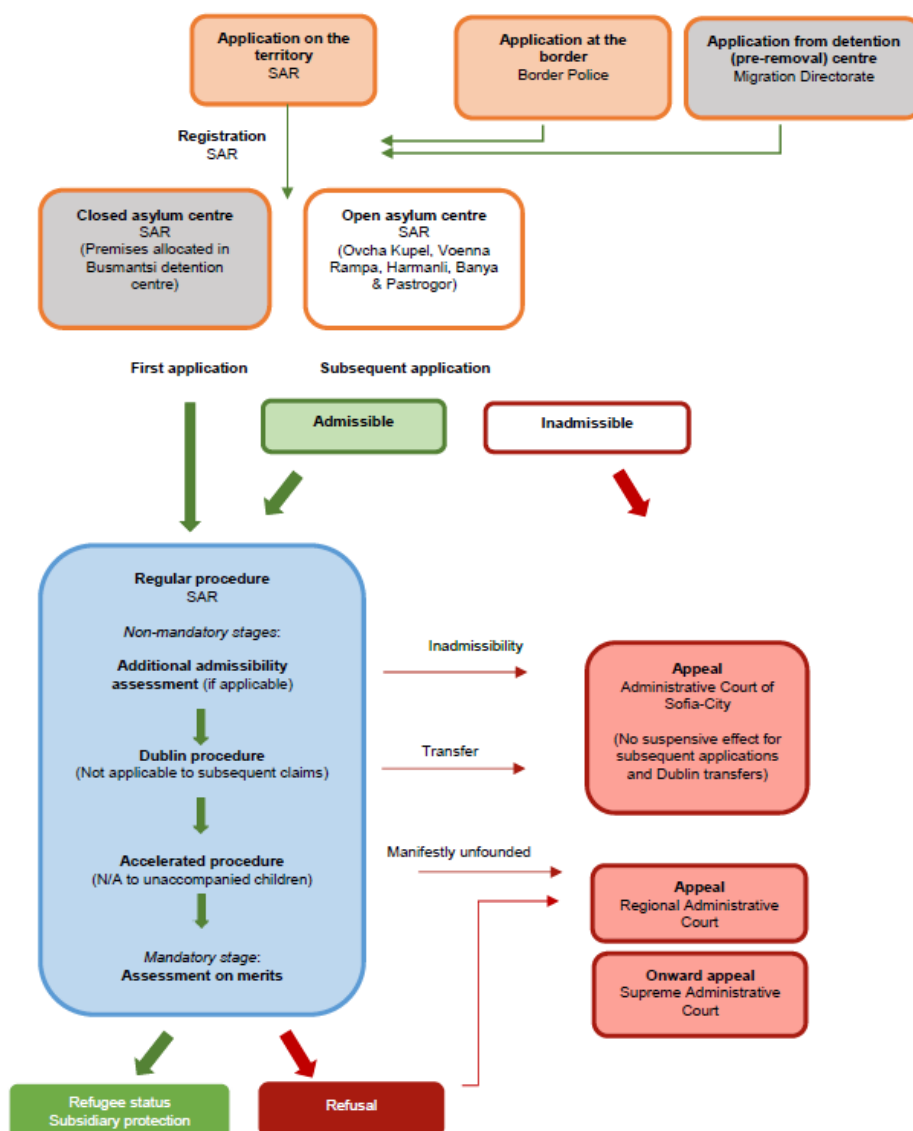 Application on the
territory
SAR
Application at the
border
Border Police
Application from detention
(pre-removal) centre
Migration Directorate
Registration
SAR
Closed asylum centre
SAR
(Premises allocated in
Busmantsi detention
centre)
Open asylum centre
SAR
(Ovcha Kupel, Voenna
Rampa, Harmanli, Banya
& Pastrogor)
First application
Subsequent application
Admissible
Inadmissible
Regular procedure
SAR
Non-mandatory stages:
Additional admissibility
assessment (if applicable)
Dublin procedure
(Not applicable to subsequent claims)
Accelerated procedure
(N/A to unaccompanied children)
Mandatory stage:
Assessment on merits
Inadmissibility
Transfer
Manifestly unfounded
Appeal
Administrative Court of
Sofia-City
(No suspensive effect for
subsequent applications
and Dublin transfers)
Appeal
Regional Administrative
Court
Onward appeal
Supreme Administrative
Court
Refugee status
Subsidiary protection
Refusal